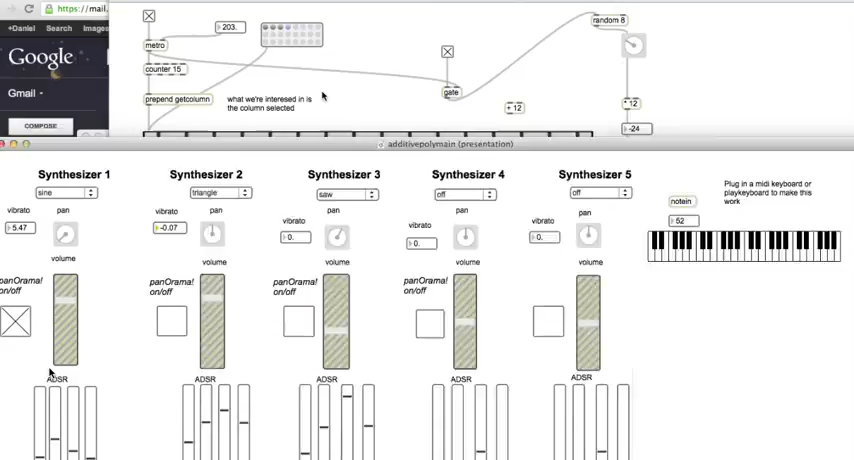 https://mail.
+Daniel Search Images
Google
Gmail
COMPOSE
203.
metro
counter 15
prepend getcolumn
what we're interesed in is
the column selected
gate
+ 12
random 8
* 12
-24
additivepolymain (presentation)
Synthesizer 1
sine
vibrato
pan
5.47
volume
panOrama!
on/off
ADSR
Synthesizer 2
triangle
vibrato
pan
-0.07
volume
panOrama!
on/off
ADSR
Synthesizer 3
saw
pan
vibrato
0.
volume
panOrama!
on/off
ADSR
Synthesizer 4
off
pan
vibrato
0.
volume
panOrama!
on/off
ADSR
Synthesizer 5
off
pan
vibrato
0.
volume
ADSR
notein
52
Plug in a midi keyboard or
playkeyboard to make this
work